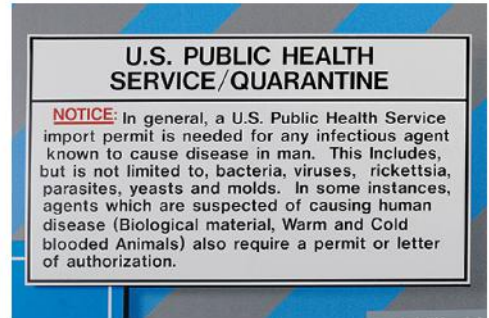 U.S. PUBLIC HEALTH
SERVICE/QUARANTINE
NOTICE: In general, a U.S. Public Health Service
import permit is needed for any infectious agent
known to cause disease in man. This Includes,
but is not limited to, bacteria, viruses, rickettsia,
parasites, yeasts and molds. In some instances,
agents which are suspected of causing human
disease (Biological material, Warm and Cold
blooded Animals) also require a permit or letter
of authorization.